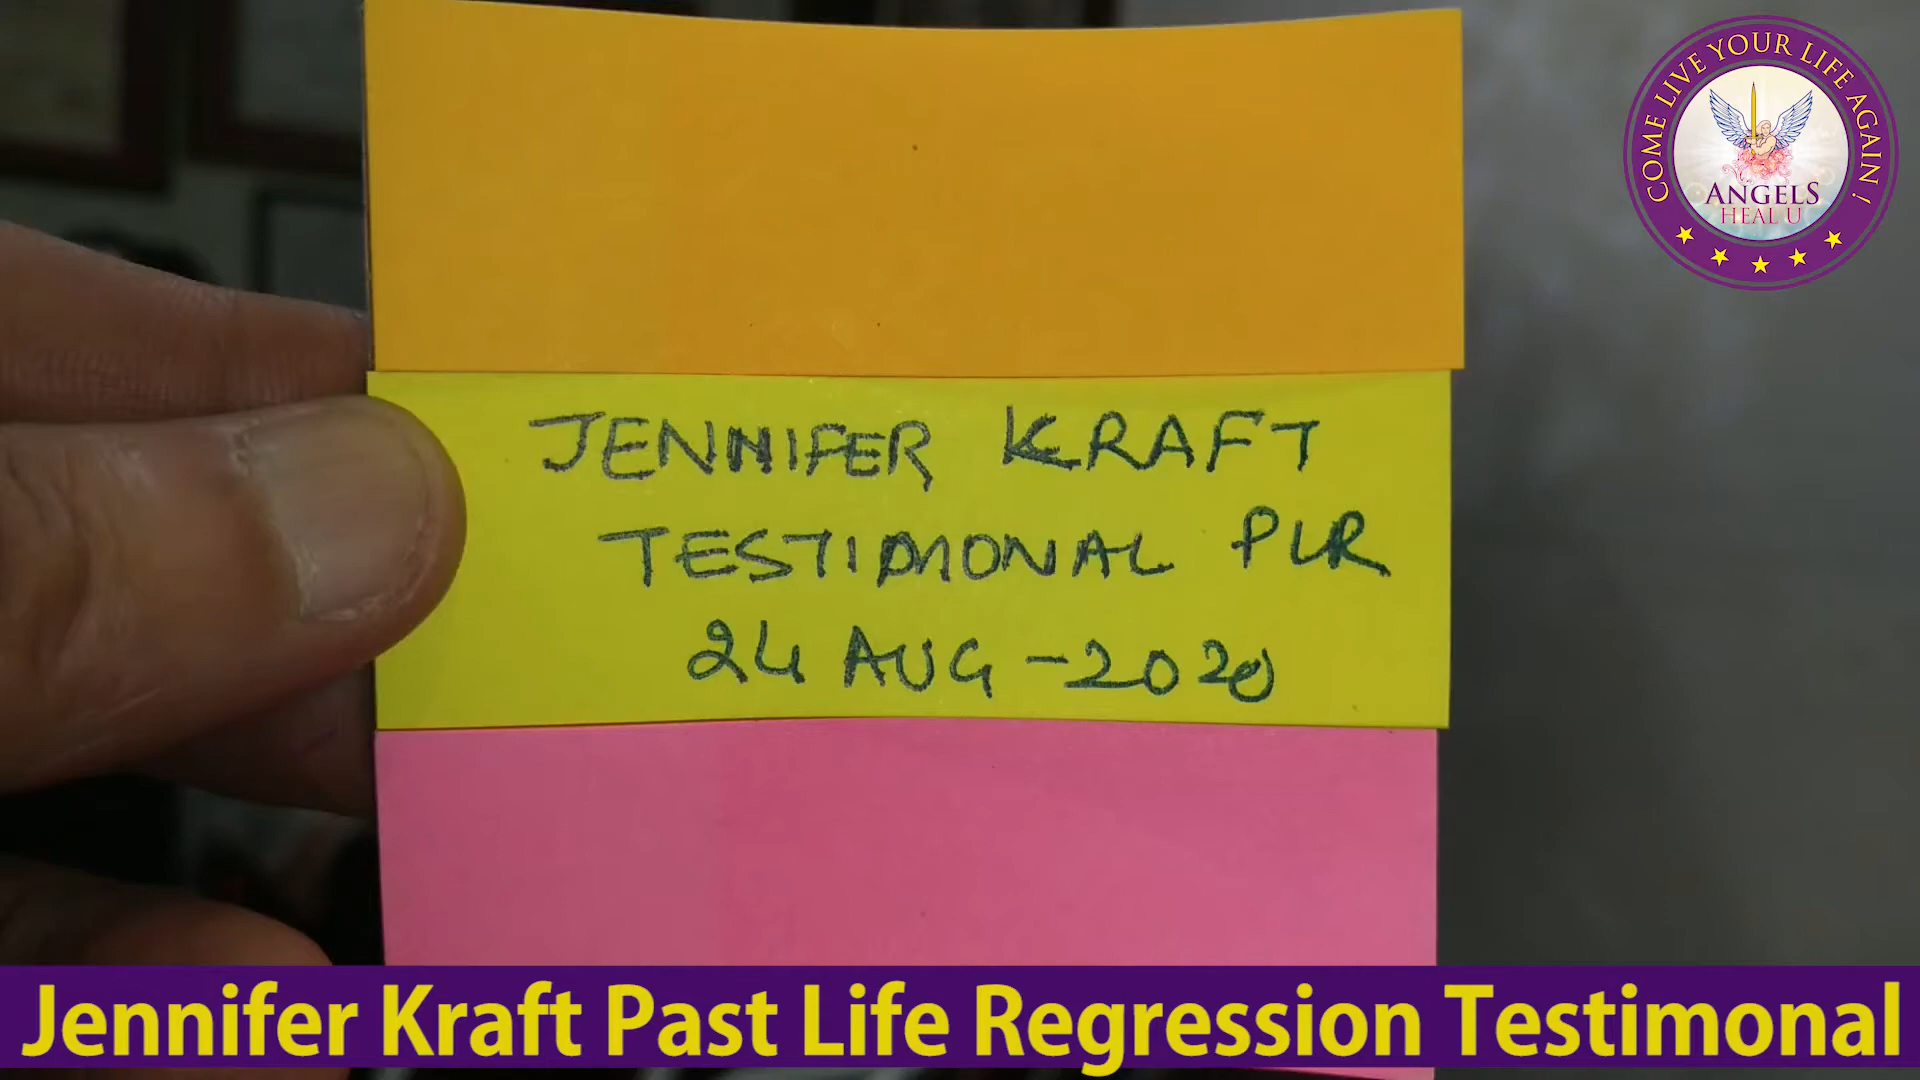 COME LIVE YOUR LIFE AGAIN !
ANGELS
HEAL U
JENNIFER KRAFT
TESTIMONAL PLR
24 AUG -2020
Jennifer Kraft Past Life Regression Testimonal